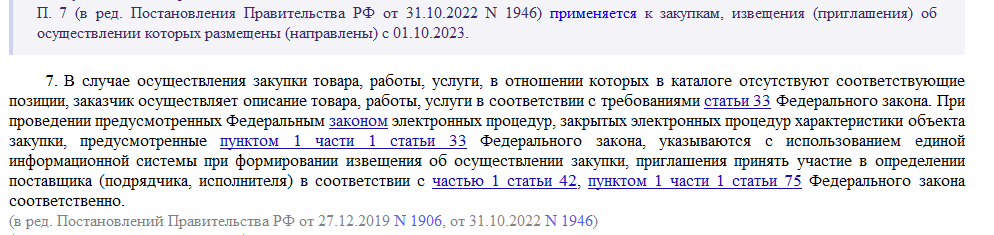 П. 7 (в ред. Постановления Правительства РФ от 31.10.2022 N 1946) применяется к закупкам, извещения (приглашения) об
осуществлении которых размещены (направлены) с 01.10.2023.
7. В случае осуществления закупки товара, работы, услуги, в отношении которых в каталоге отсутствуют соответствующие
позиции, заказчик осуществляет описание товара, работы, услуги в соответствии с требованиями статьи 33 Федерального закона. При
проведении предусмотренных Федеральным законом электронных процедур, закрытых электронных процедур характеристики объекта
закупки, предусмотренные пунктом 1 части 1 статьи 33 Федерального закона, указываются с использованием единой
информационной системы при формировании извещения об осуществлении закупки, приглашения принять участие в определении
поставщика (подрядчика, исполнителя) в соответствии с частью 1 статьи 42, пунктом 1 части 1 статьи 75 Федерального закона
соответственно.
(в ред. Постановлений Правительства РФ от 27.12.2019 N 1906, от 31.10.2022 N 1946)